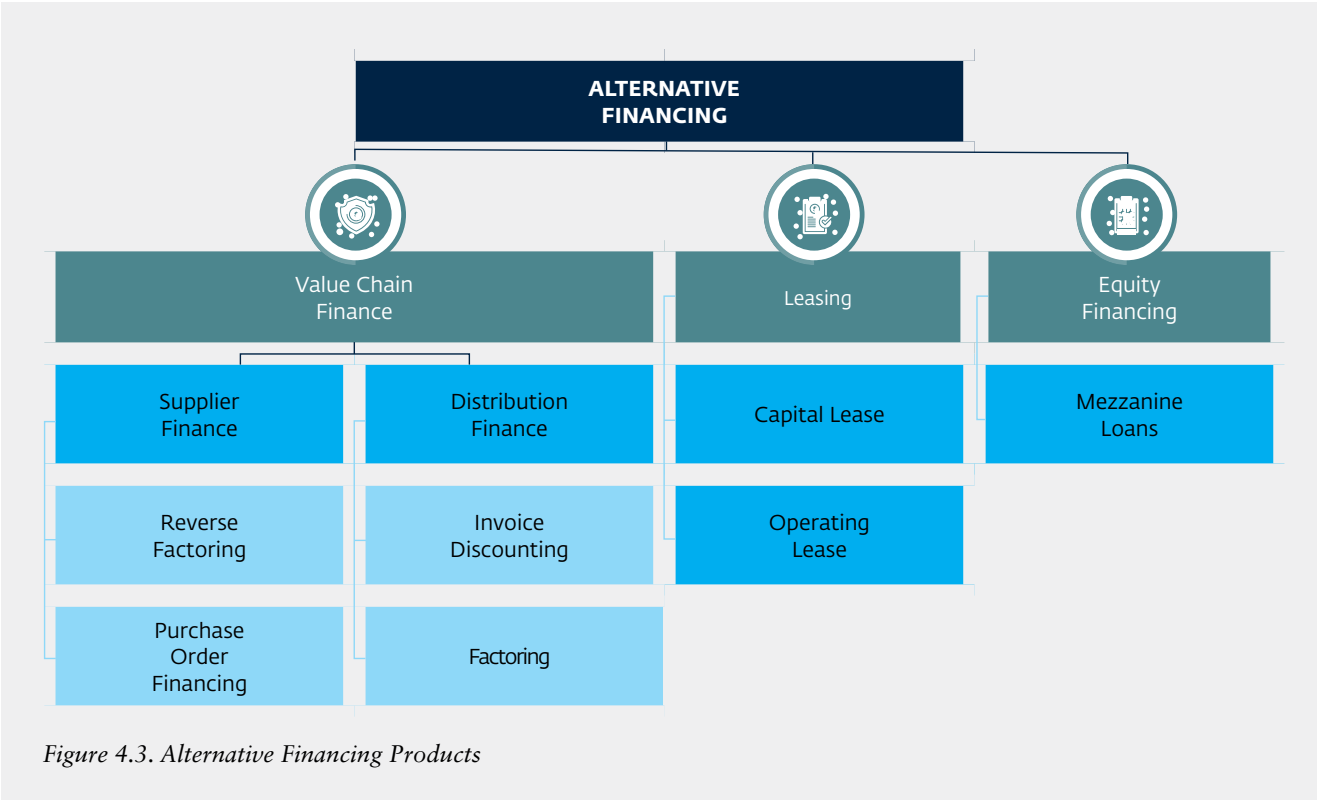 ALTERNATIVE
FINANCING
Value Chain
Finance
Leasing
Equity
Financing
Supplier
Finance
Distribution
Finance
Capital Lease
Mezzanine
Loans
Reverse
Factoring
Invoice
Discounting
Operating
Lease
Purchase
Order
Financing
Factoring
Figure 4.3. Alternative Financing Products